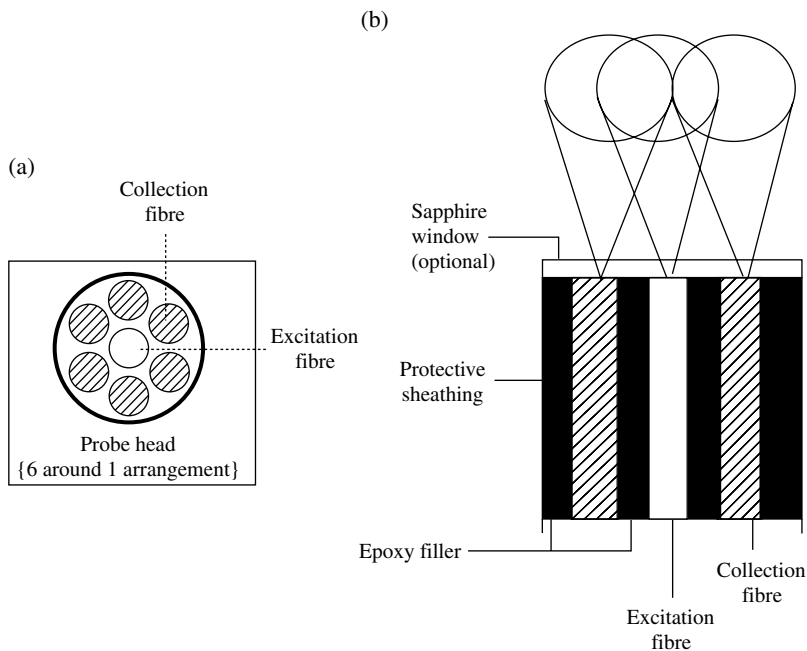 (a)
Collection
fibre
Excitation
fibre
Probe head
{6 around 1 arrangement}
(b)
Sapphire
window
(optional)
Protective
sheathing
Epoxy filler
Excitation
fibre
Collection
fibre